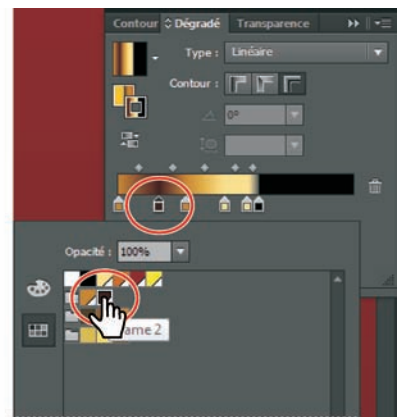 Contour Dégradé Transparence
Type : Linéaire
Contour :
0°
Opacité : 100%
ame 2